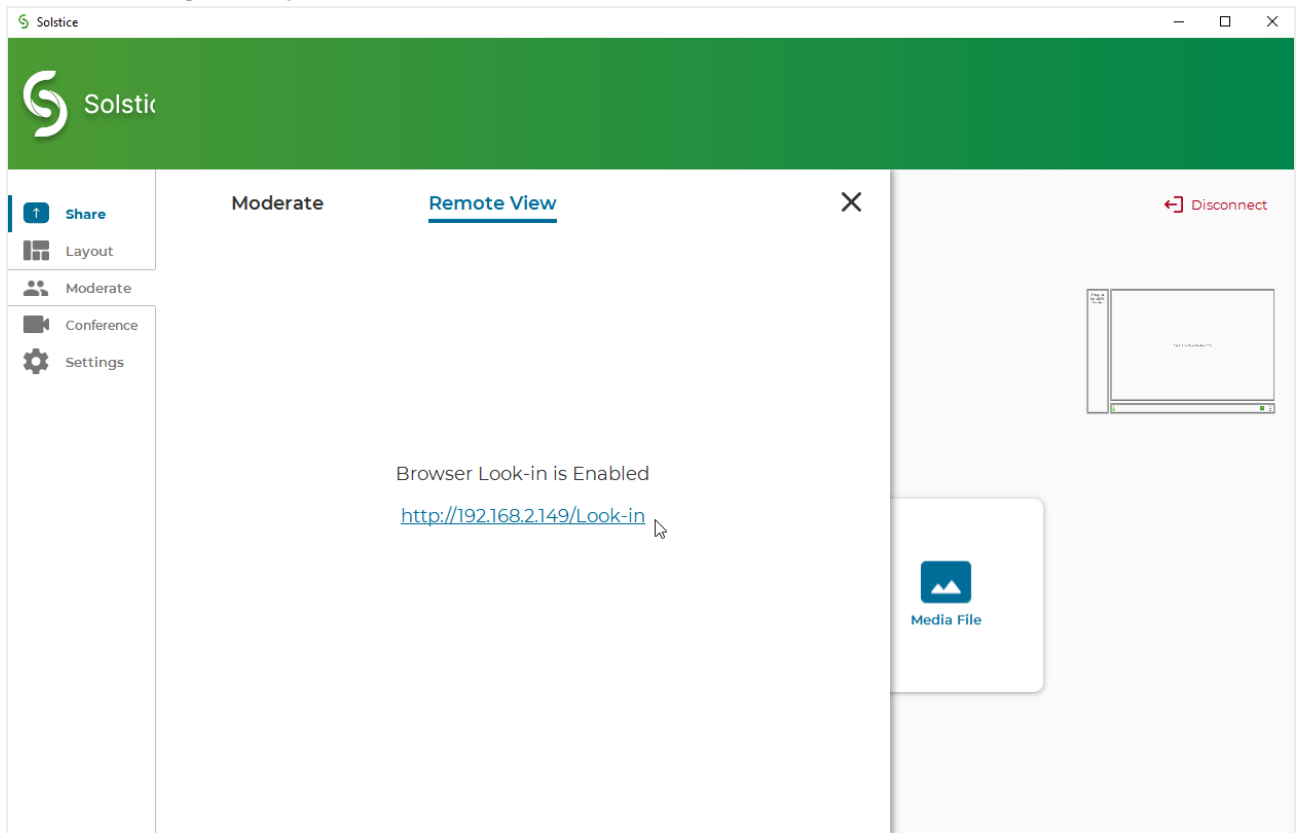 Solstice
Solstic
Share
Layout
Moderate
Conference
Settings
Moderate
Remote View
Disconnect
Browser Look-in is Enabled
http://192.168.2.149/Look-in
Media File